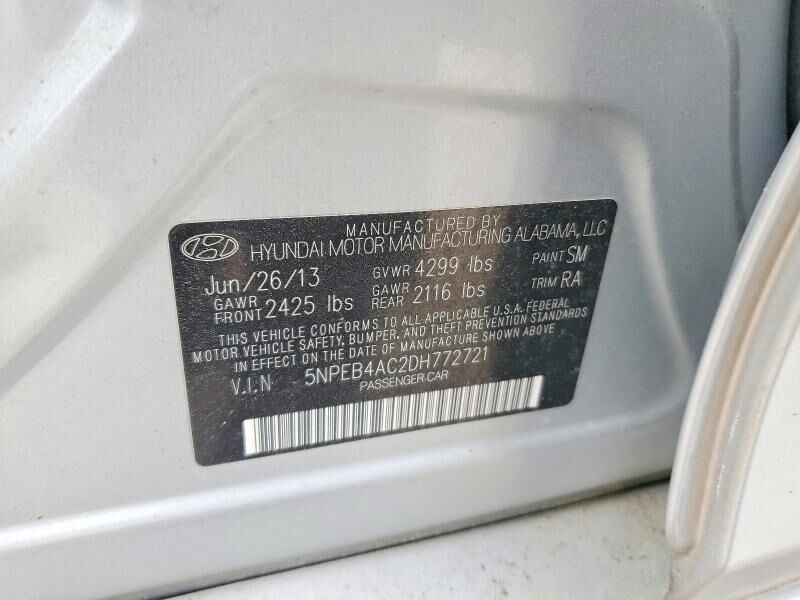 MANUFACTURED BY
HYUNDAI MOTOR MANUFACTURING ALABAMA, LLC
Jun/26/13 GVWR 4299 lbs PAINT SM
GAWR FRONT 2425 lbs GAWR REAR 2116 lbs TRIM RA
THIS VEHICLE CONFORMS TO ALL APPLICABLE U.S.A. FEDERAL
MOTOR VEHICLE SAFETY, BUMPER, AND THEFT PREVENTION STANDARDS
IN EFFECT ON THE DATE OF MANUFACTURE SHOWN ABOVE
V.I.N 5NPEB4AC2DH772721
PASSENGER CAR